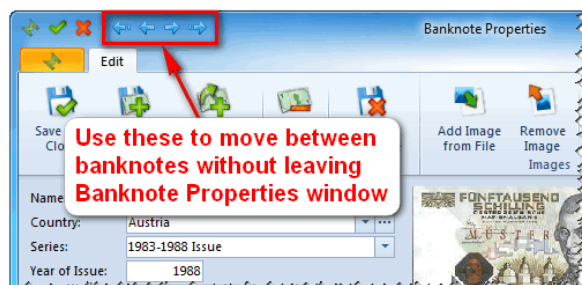 Banknote Properties
Edit
Save
Clo
Use these to move between
banknotes without leaving
Banknote Properties window
Add Image
from File
Remove
Image
Images
Name
Country:
Austria
Series:
1983-1988 Issue
Year of Issue:
1988
FÜNFTAUSEND
SCHILLING
MUSTER